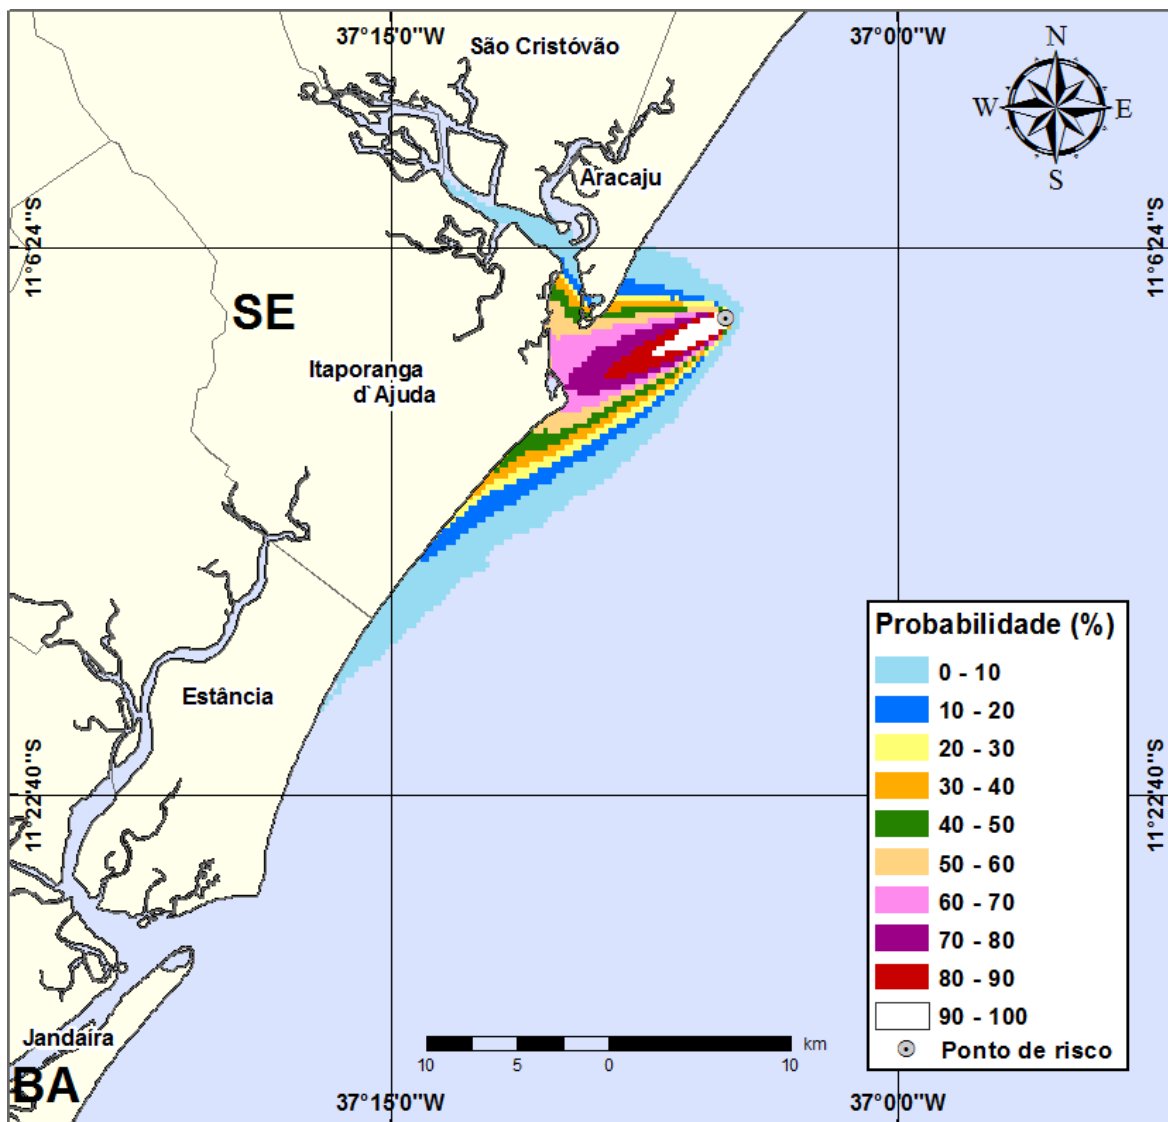 37°15'0"W
37°0'0"W
São Cristóvão
N
W
E
S
Aracaju
11°6'24"S
11°6'24"S
SE
Itaporanga
d`Ajuda
Estância
11°22'40"S
11°22'40"S
Probabilidade (%)
0 - 10
10 - 20
20 - 30
30 - 40
40 - 50
50 - 60
60 - 70
70 - 80
80 - 90
90 - 100
Ponto de risco
Jandaíra
BA
km
10 5 0 10
37°15'0"W
37°0'0"W